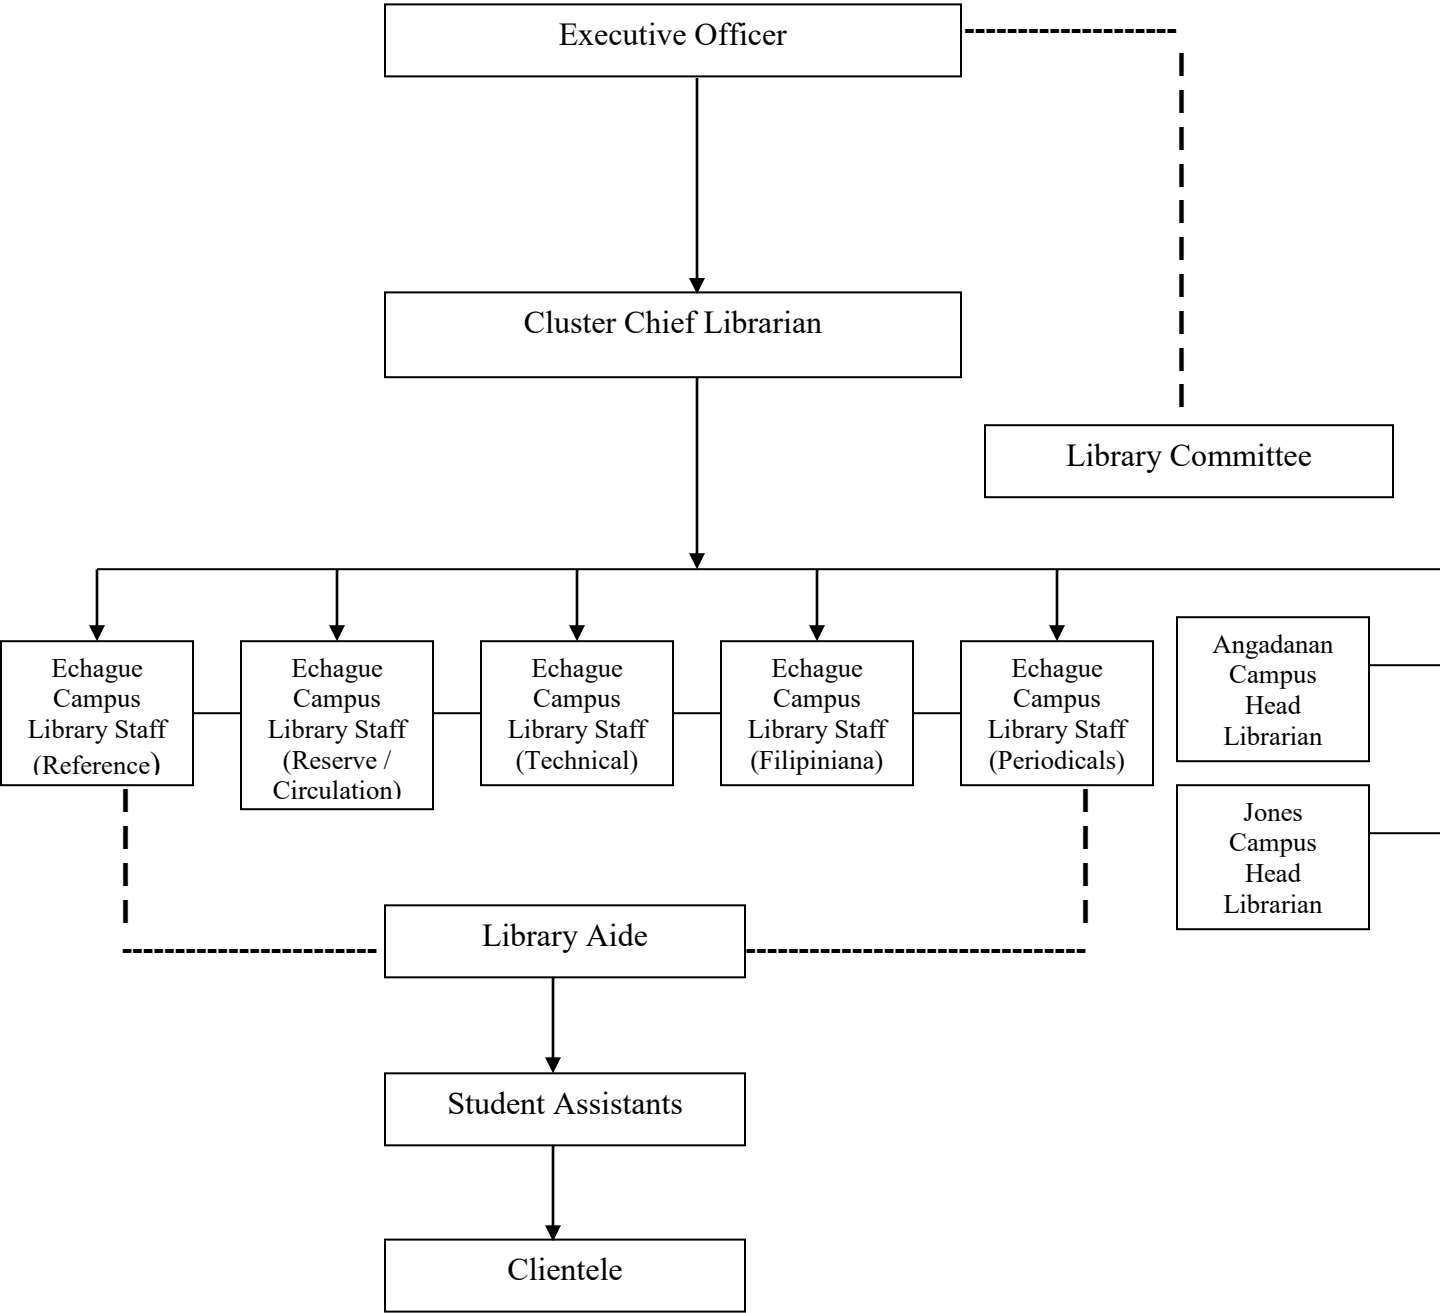 Executive Officer
Cluster Chief Librarian
Library Committee
Echague
Campus
Library Staff
(Reference)
Echague
Campus
Library Staff
(Reserve /
Circulation)
Echague
Campus
Library Staff
(Technical)
Echague
Campus
Library Staff
(Filipiniana)
Echague
Campus
Library Staff
(Periodicals)
Angadanan
Campus
Head
Librarian
Jones
Campus
Head
Librarian
Library Aide
Student Assistants
Clientele